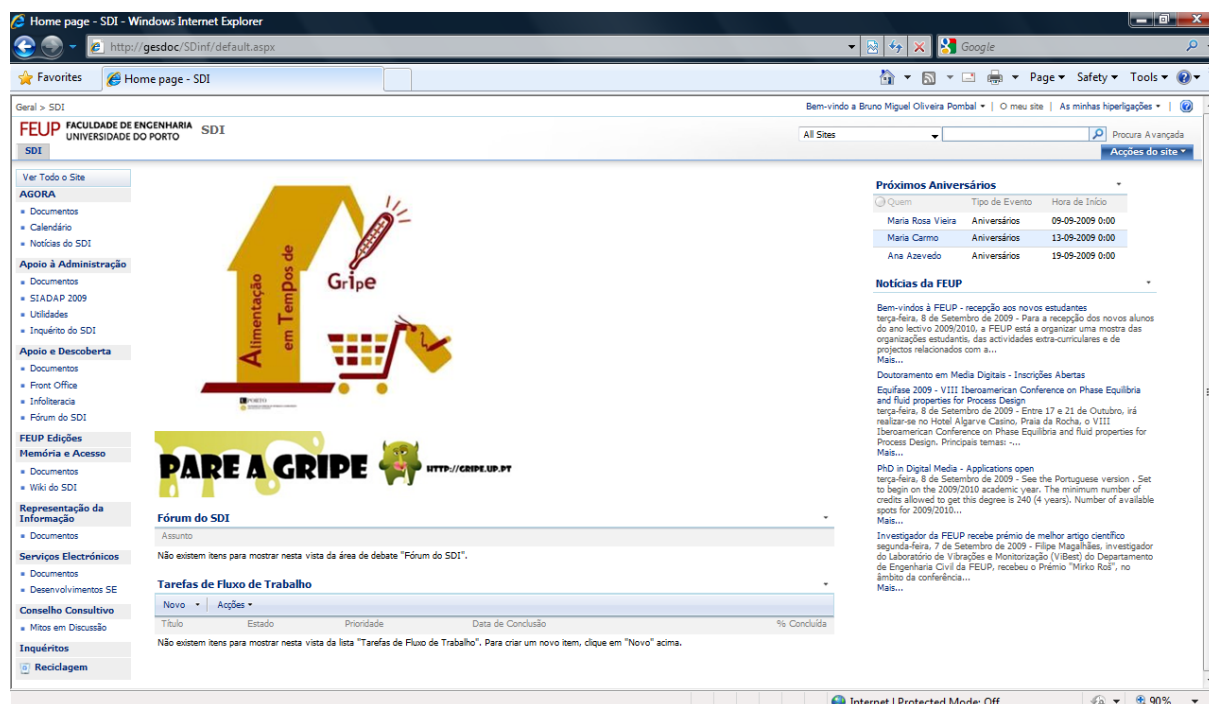 Home page - SDI - Windows Internet Explorer
http://gesdoc/SDinf/default.aspx
Google
Favorites
Home page - SDI
Page
Safety
Tools
Geral > SDI
Bem-vindo a Bruno Miguel Oliveira Pombal | O meu site | As minhas hiperligações |
FEUP FACULDADE DE ENGENHARIA
UNIVERSIDADE DO PORTO
SDI
All Sites
Procura Avançada
SDI
Acções do site
Ver Todo o Site
AGORA
Documentos
Calendário
Notícias do SDI
Apoio à Administração
Documentos
SIADAP 2009
Utilidades
Inquérito do SDI
Apoio e Descoberta
Documentos
Front Office
Infoliteracia
Fórum do SDI
FEUP Edições
Memória e Acesso
Documentos
Wiki do SDI
Representação da
Informação
Documentos
Serviços Electrónicos
Documentos
Desenvolvimentos SE
Conselho Consultivo
Mitos em Discussão
Inquéritos
Reciclagem
Alimentação
em Tempos de
Gripe
PORTO
PARE A GRIPE HTTP://GRIPE.UP.PT
Fórum do SDI
Assunto
Não existem itens para mostrar nesta vista da área de debate "Fórum do SDI".
Tarefas de Fluxo de Trabalho
Novo | Acções
Título Estado Prioridade Data de Conclusão % Concluída
Não existem itens para mostrar nesta vista da lista "Tarefas de Fluxo de Trabalho". Para criar um novo item, clique em "Novo" acima.
Próximos Aniversários
Quem Tipo de Evento Hora de Início
Maria Rosa Vieira Aniversários 09-09-2009 0:00
Maria Carmo Aniversários 13-09-2009 0:00
Ana Azevedo Aniversários 19-09-2009 0:00
Notícias da FEUP
Bem-vindos à FEUP - recepção aos novos estudantes
terça-feira, 8 de Setembro de 2009 - Para a recepção dos novos alunos
do ano lectivo 2009/2010, a FEUP está a organizar uma mostra das
organizações estudantis, das actividades extra-curriculares e de
projectos relacionados com a...
Mais...
Doutoramento em Media Digitais - Inscrições Abertas
Equifase 2009 - VIII Iberoamerican Conference on Phase Equilibria
and fluid properties for Process Design
terça-feira, 8 de Setembro de 2009 - Entre 17 e 21 de Outubro, irá
realizar-se no Hotel Algarve Casino, Praia da Rocha, o VIII
Iberoamerican Conference on Phase Equilibria and fluid properties for
Process Design. Principais temas: -...
Mais...
PhD in Digital Media - Applications open
terça-feira, 8 de Setembro de 2009 - See the Portuguese version . Set
to begin on the 2009/2010 academic year. The minimum number of
credits allowed to get this degree is 240 (4 years). Number of available
spots for 2009/2010...
Mais...
Investigador da FEUP recebe prémio de melhor artigo científico
segunda-feira, 7 de Setembro de 2009 - Filipe Magalhães, investigador
do Laboratório de Vibrações e Monitorização (ViBest) do Departamento
de Engenharia Civil da FEUP, recebeu o Prémio "Mirko Roš", no
âmbito da conferência...
Mais...
Internet | Protected Mode: Off
90%